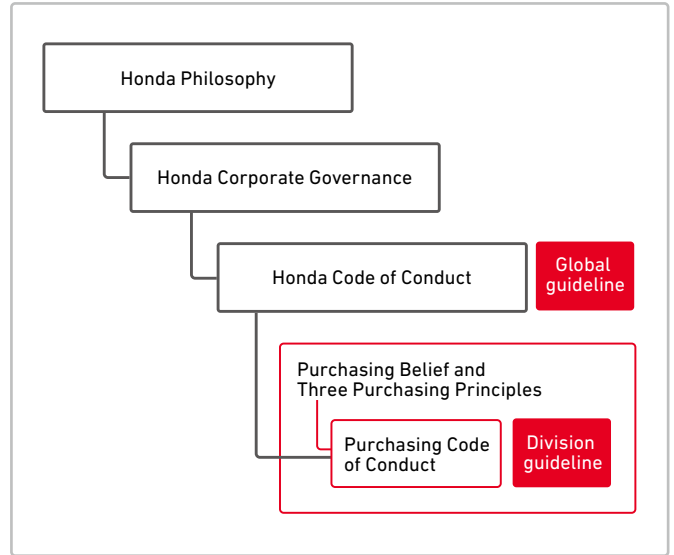 Honda Philosophy
Honda Corporate Governance
Honda Code of Conduct
Global
guideline
Purchasing Belief and
Three Purchasing Principles
Purchasing Code
of Conduct
Division
guideline